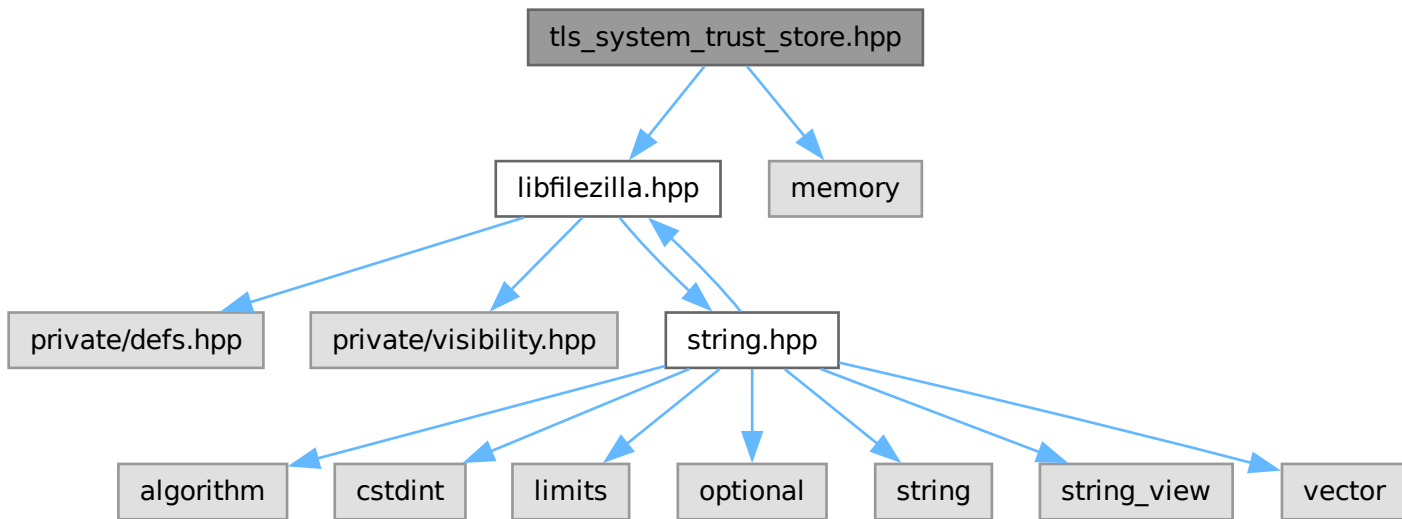 tls_system_trust_store.hpp
libfilezilla.hpp
memory
private/defs.hpp
private/visibility.hpp
string.hpp
algorithm
cstdint
limits
optional
string
string_view
vector